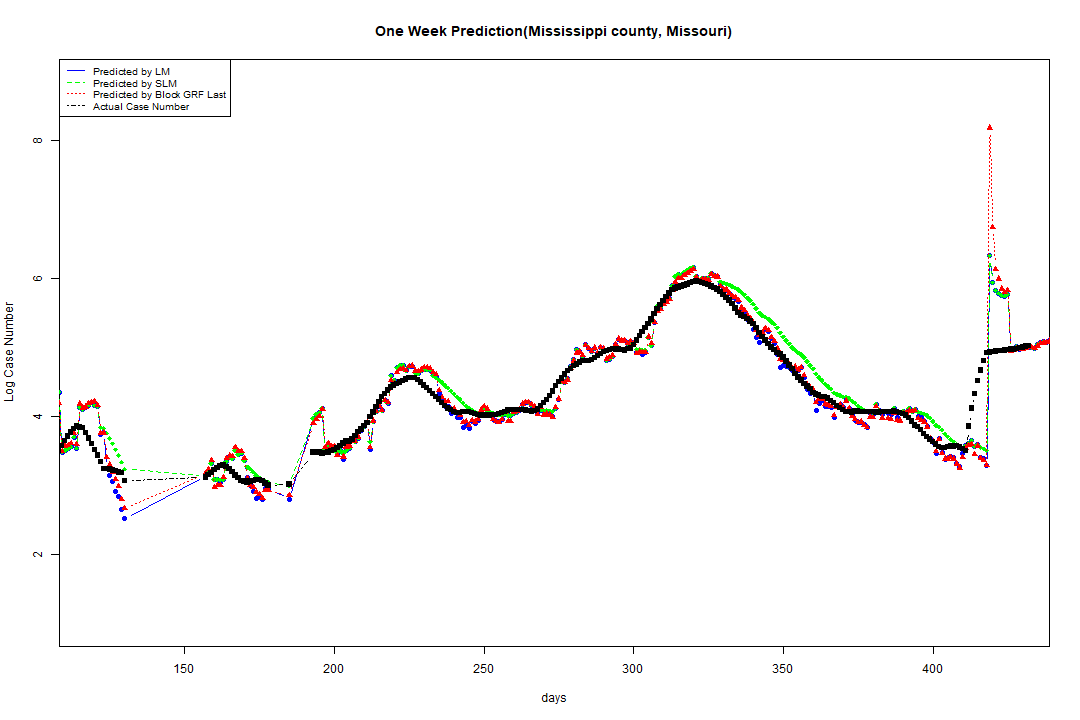 One Week Prediction(Mississippi county, Missouri)
Predicted by LM
Predicted by SLM
Predicted by Block GRF Last
Actual Case Number
8
6
4
2
Log Case Number
150 200 250 300 350 400
days